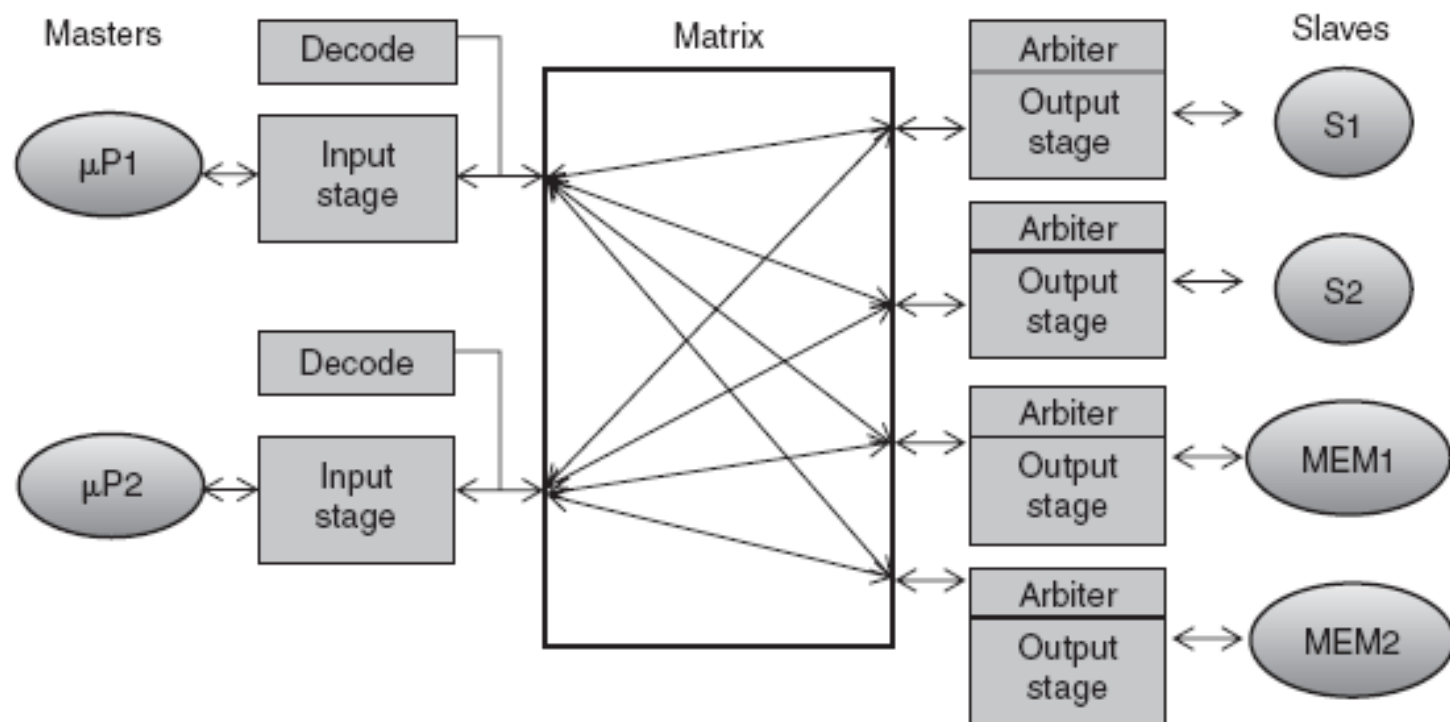 Masters
Decode
Matrix
Arbiter
Slaves
μP1
Input
stage
Output
stage
S1
Arbiter
Output
stage
S2
Decode
μP2
Input
stage
Arbiter
Output
stage
MEM1
Arbiter
Output
stage
MEM2